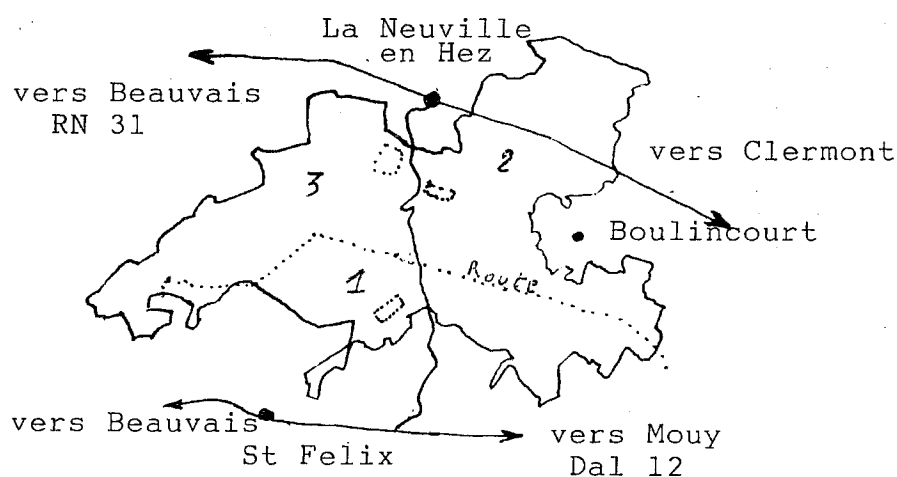 La Neuville
en Hez
vers Beauvais
RN 31
vers Clermont
3
2
Boulincourt
1
Route
vers Beauvais
St Felix
vers Mouy
Dal 12